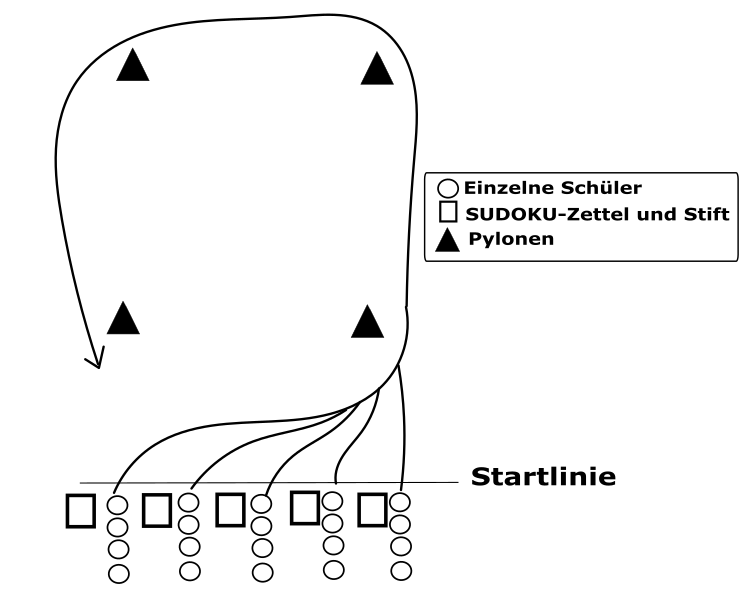 Einzelne Schüler
SUDOKU-Zettel und Stift
Pylonen
Startlinie